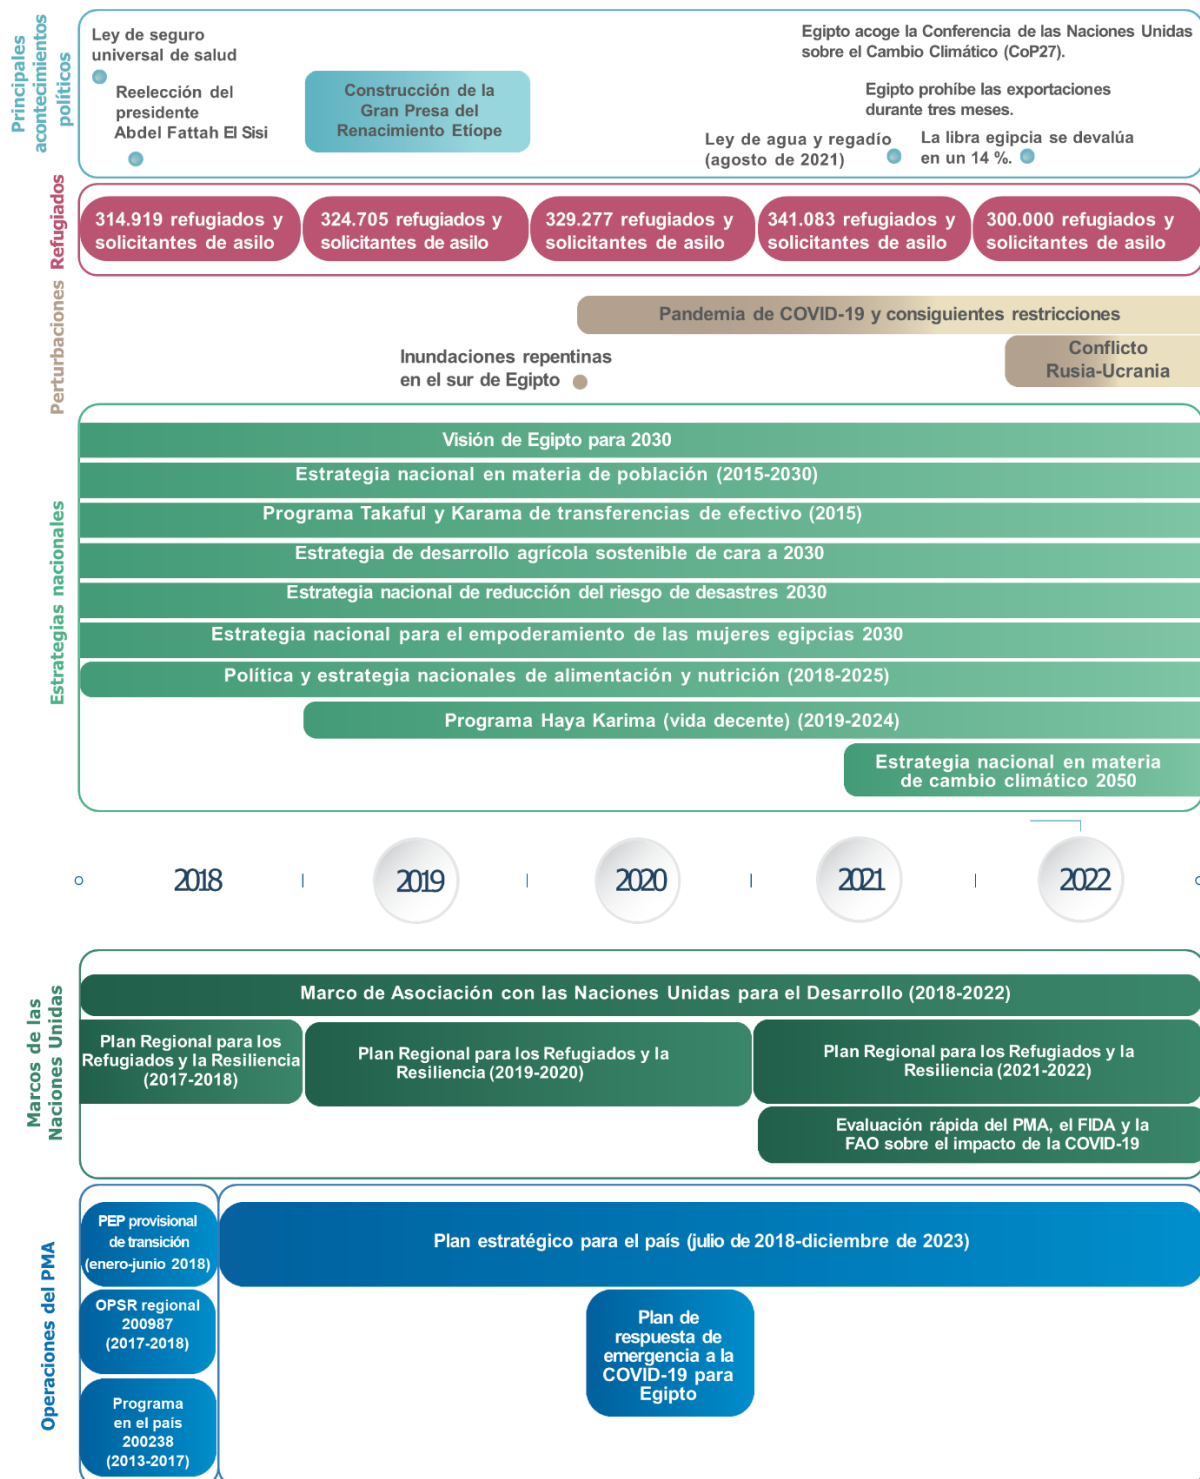 Principales
acontecimientos
políticos
Ley de seguro
universal de salud
Reelección del
presidente
Abdel Fattah El Sisi
Construcción de la
Gran Presa del
Renacimiento Etíope
Egipto acoge la Conferencia de las Naciones Unidas
sobre el Cambio Climático (CoP27).
Egipto prohíbe las exportaciones
durante tres meses.
Ley de agua y regadío
(agosto de 2021)
La libra egipcia se devalúa
en un 14 %.
Refugiados
314.919 refugiados y
solicitantes de asilo
324.705 refugiados y
solicitantes de asilo
329.277 refugiados y
solicitantes de asilo
341.083 refugiados y
solicitantes de asilo
300.000 refugiados y
solicitantes de asilo
Perturbaciones
Pandemia de COVID-19 y consiguientes restricciones
Inundaciones repentinas
en el sur de Egipto
Conflicto
Rusia-Ucrania
Estrategias nacionales
Visión de Egipto para 2030
Estrategia nacional en materia de población (2015-2030)
Programa Takaful y Karama de transferencias de efectivo (2015)
Estrategia de desarrollo agrícola sostenible de cara a 2030
Estrategia nacional de reducción del riesgo de desastres 2030
Estrategia nacional para el empoderamiento de las mujeres egipcias 2030
Política y estrategia nacionales de alimentación y nutrición (2018-2025)
Programa Haya Karima (vida decente) (2019-2024)
Estrategia nacional en materia
de cambio climático 2050
2018
2019
2020
2021
2022
Marcos de las
Naciones Unidas
Marco de Asociación con las Naciones Unidas para el Desarrollo (2018-2022)
Plan Regional para los
Refugiados y la Resiliencia
(2017-2018)
Plan Regional para los Refugiados y la
Resiliencia (2019-2020)
Plan Regional para los Refugiados y la
Resiliencia (2021-2022)
Evaluación rápida del PMA, el FIDA y la
FAO sobre el impacto de la COVID-19
Operaciones del PMA
PEP provisional
de transición
(enero-junio 2018)
Plan estratégico para el país (julio de 2018-diciembre de 2023)
OPSR regional
200987
(2017-2018)
Plan de
respuesta de
emergencia a la
COVID-19 para
Egipto
Programa
en el país
200238
(2013-2017)